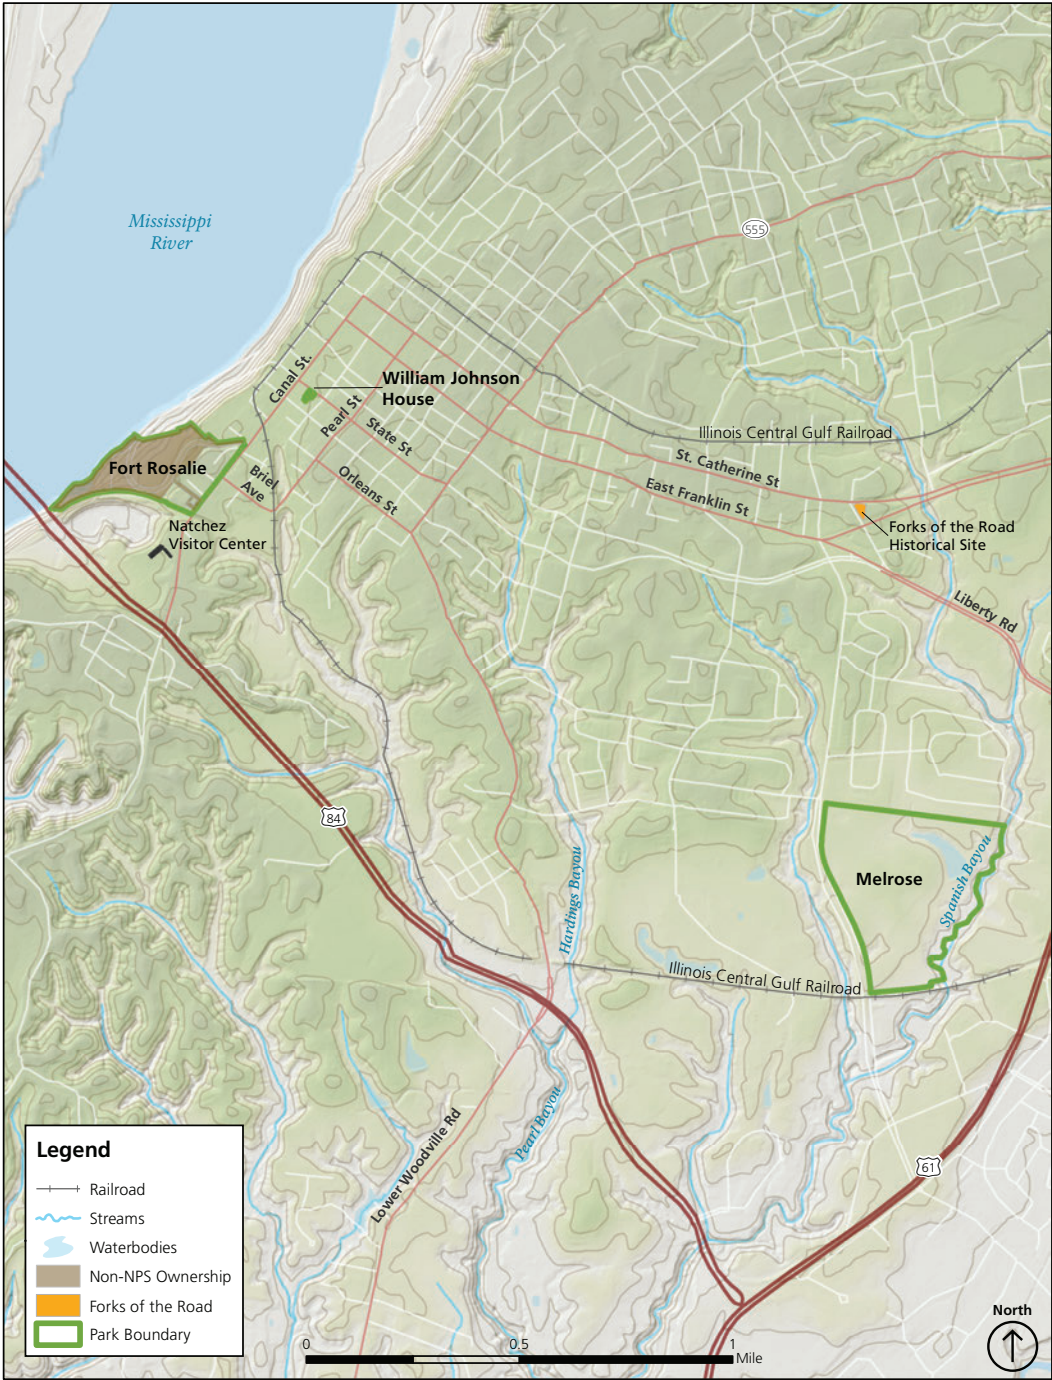 Mississippi
River
555
Canal St.
William Johnson
House
Pearl St
State St
Illinois Central Gulf Railroad
St. Catherine St
Fort Rosalie
Briel
Ave
Orleans St
East Franklin St
Natchez
Visitor Center
Forks of the Road
Historical Site
Liberty Rd
84
Hardings Bayou
Melrose
Spanish Bayou
Illinois Central Gulf Railroad
Pearl Bayou
Lower Woodville Rd
61
Legend
Railroad
Streams
Waterbodies
Non-NPS Ownership
Forks of the Road
Park Boundary
0 0.5 1
Mile
North